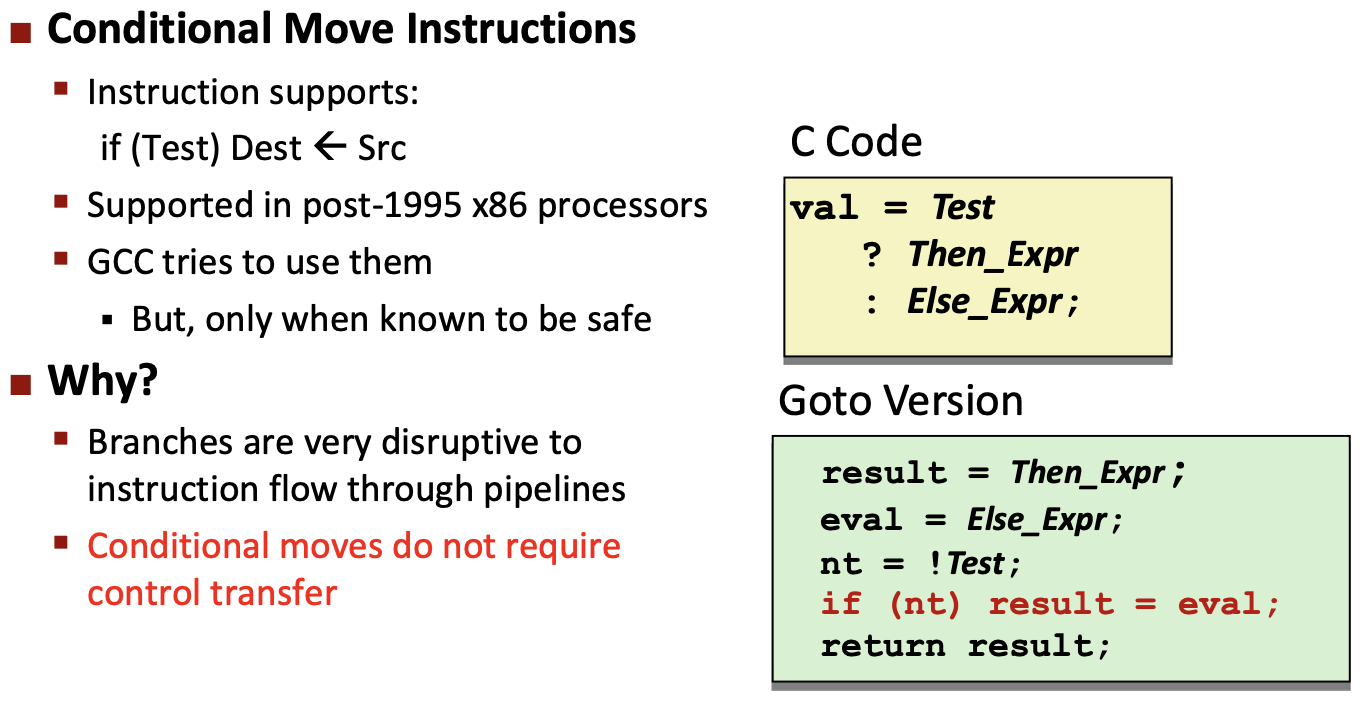 Conditional Move Instructions
Instruction supports:
if (Test) Dest ← Src
Supported in post-1995 x86 processors
GCC tries to use them
But, only when known to be safe
Why?
Branches are very disruptive to
instruction flow through pipelines
Conditional moves do not require
control transfer
C Code
val = Test
? Then_Expr
: Else_Expr;
Goto Version
result = Then_Expr;
eval = Else_Expr;
nt = !Test;
if (nt) result = eval;
return result;